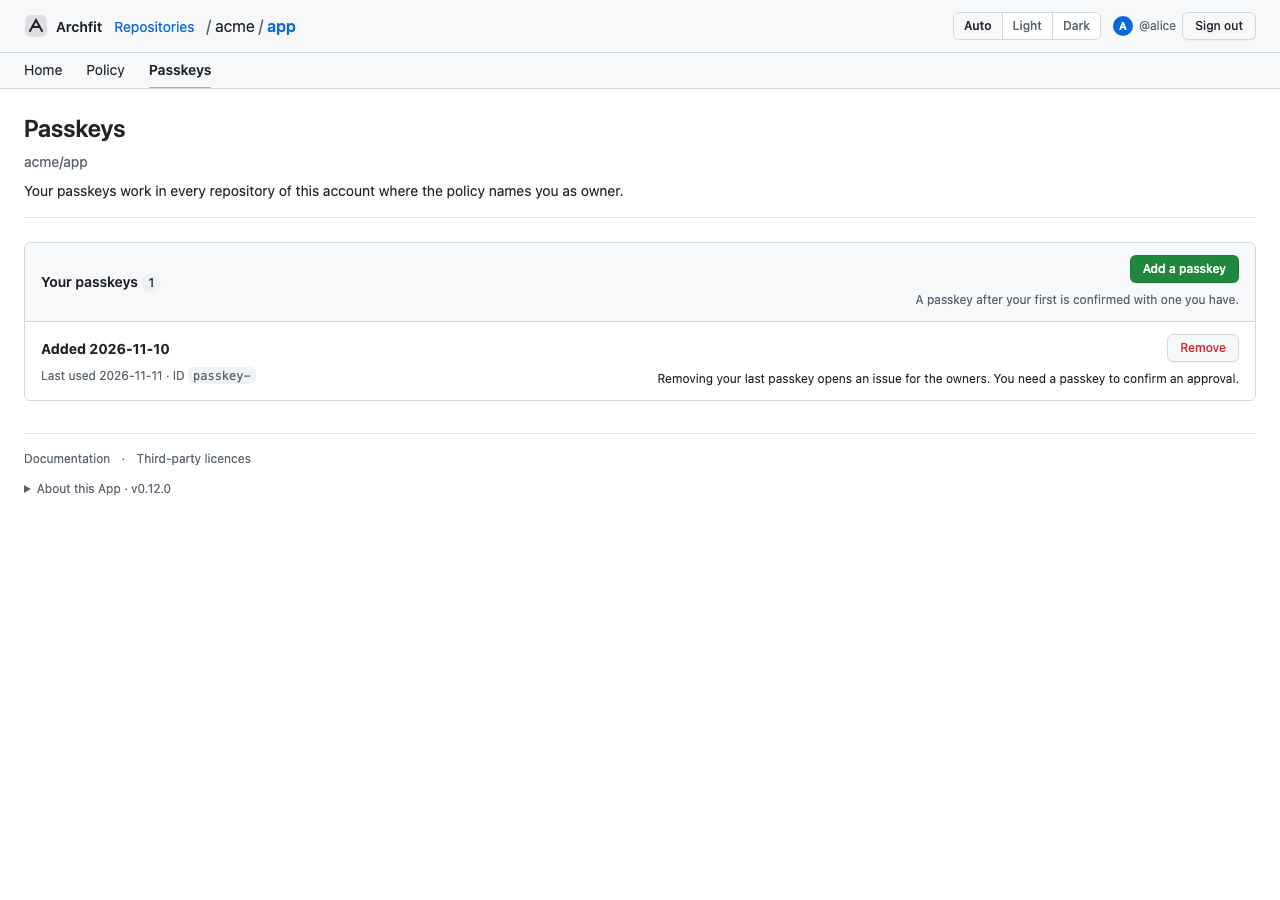 Archfit Repositories / acme / app
Auto Light Dark A @alice Sign out
Home Policy Passkeys
Passkeys
acme/app
Your passkeys work in every repository of this account where the policy names you as owner.
Your passkeys 1
Add a passkey
A passkey after your first is confirmed with one you have.
Added 2026-11-10
Last used 2026-11-11 · ID passkey-
Remove
Removing your last passkey opens an issue for the owners. You need a passkey to confirm an approval.
Documentation · Third-party licences
About this App · v0.12.0